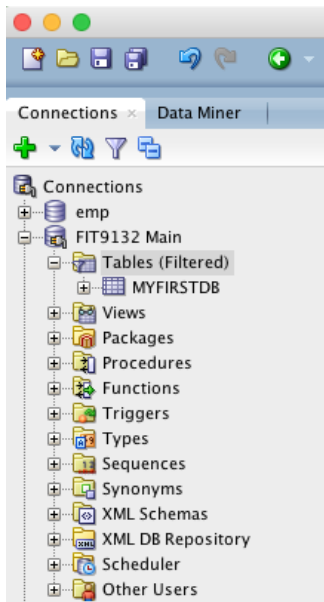 Connections
Data Miner
Connections
emp
FIT9132 Main
Tables (Filtered)
MYFIRSTDB
Views
Packages
Procedures
Functions
Triggers
Types
Sequences
Synonyms
XML Schemas
XML DB Repository
Scheduler
Other Users